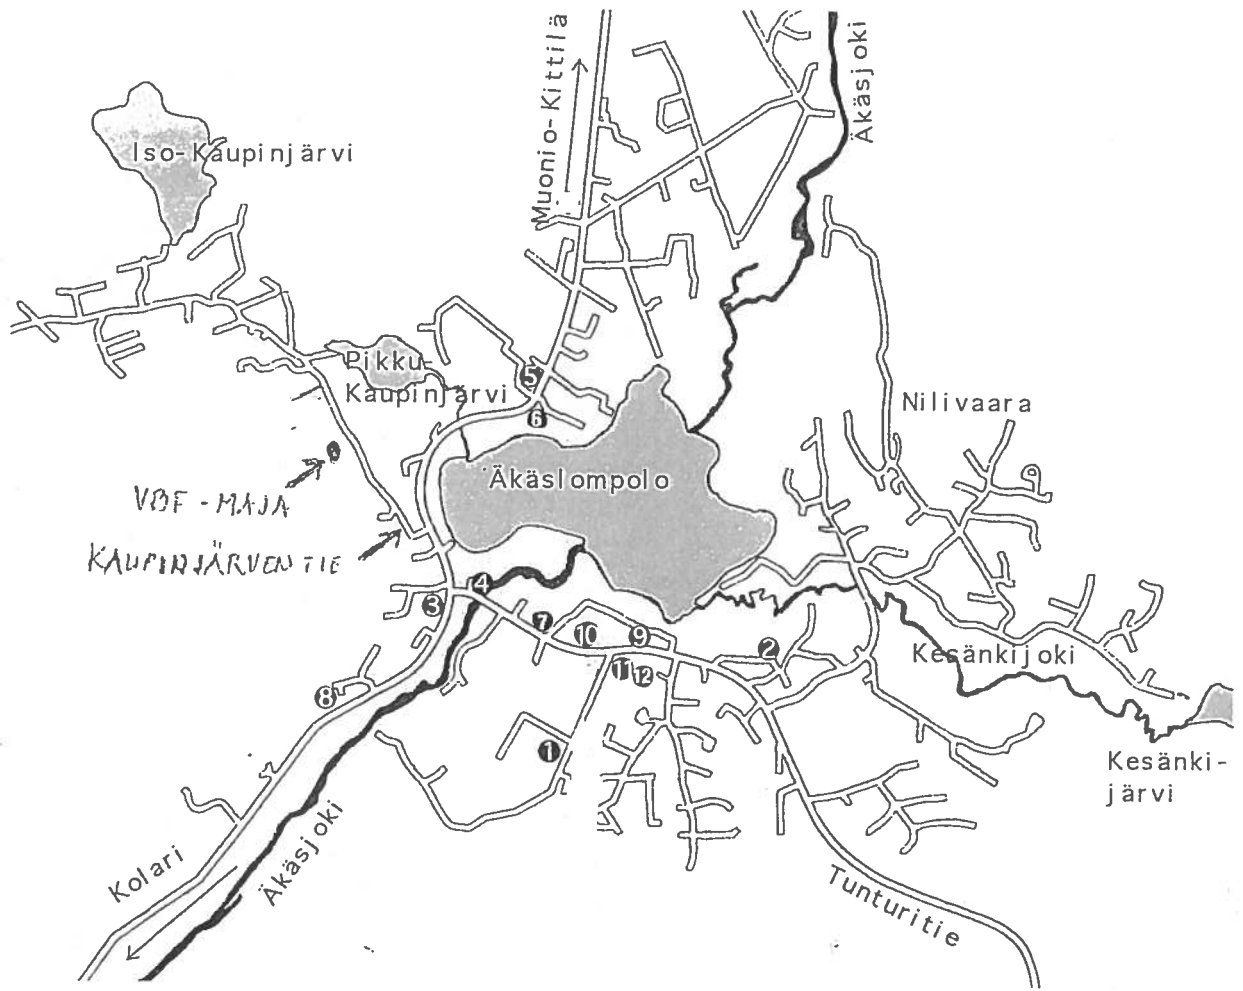 Muonio-Kittilä
Äkäsjoki
Iso-Kaupinjärvi
Pikku-
Kaupinjärvi
5
6
Nilivaara
Äkäslompolo
VBF - MAJA
KAUPINJÄRVENTIE
4
3
7
10
9
2
11
12
8
1
Kesänkijoki
Kesänki-
järvi
Kolari
Äkäsjoki
Tunturitie